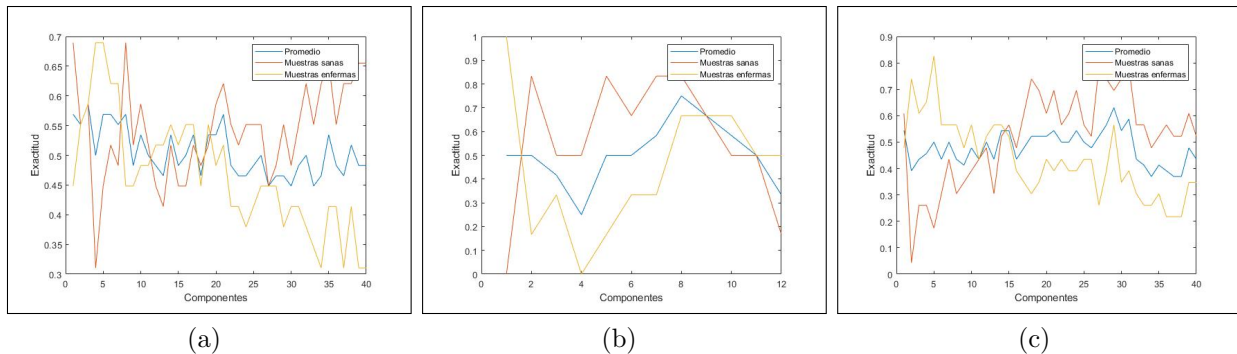 0.7
0.65
0.6
0.55
0.5
0.45
0.4
0.35
0.3
Exactitud
0 5 10 15 20 25 30 35 40
Componentes
Promedio
Muestras sanas
Muestras enfermas
(a)
1
0.9
0.8
0.7
0.6
0.5
0.4
0.3
0.2
0.1
0
Exactitud
0 2 4 6 8 10 12
Componentes
Promedio
Muestras sanas
Muestras enfermas
(b)
0.9
0.8
0.7
0.6
0.5
0.4
0.3
0.2
0.1
0
Exactitud
0 5 10 15 20 25 30 35 40
Componentes
Promedio
Muestras sanas
Muestras enfermas
(c)